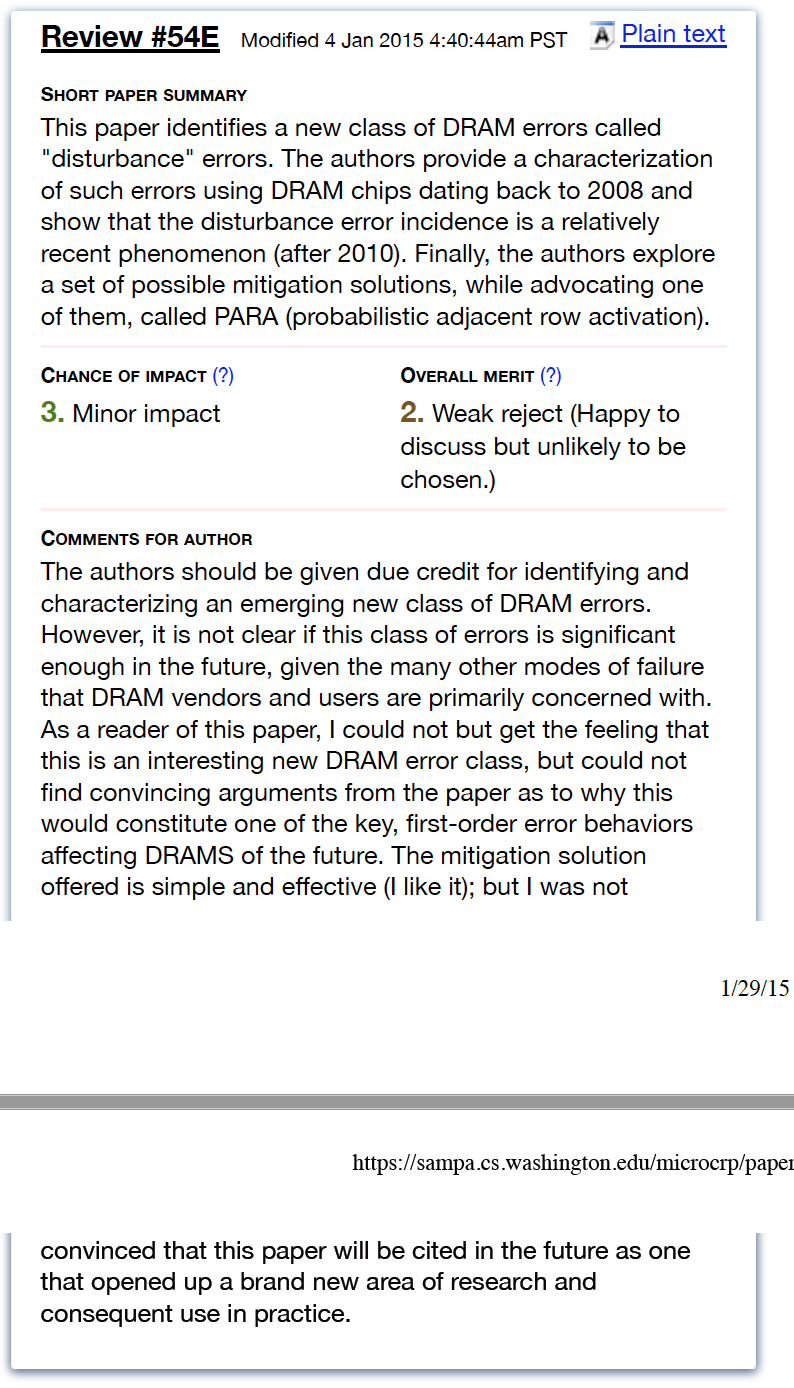 Review #54E Modified 4 Jan 2015 4:40:44am PST A Plain text
SHORT PAPER SUMMARY
This paper identifies a new class of DRAM errors called
"disturbance" errors. The authors provide a characterization
of such errors using DRAM chips dating back to 2008 and
show that the disturbance error incidence is a relatively
recent phenomenon (after 2010). Finally, the authors explore
a set of possible mitigation solutions, while advocating one
of them, called PARA (probabilistic adjacent row activation).
CHANCE OF IMPACT (?) OVERALL MERIT (?)
3. Minor impact 2. Weak reject (Happy to
discuss but unlikely to be
chosen.)
COMMENTS FOR AUTHOR
The authors should be given due credit for identifying and
characterizing an emerging new class of DRAM errors.
However, it is not clear if this class of errors is significant
enough in the future, given the many other modes of failure
that DRAM vendors and users are primarily concerned with.
As a reader of this paper, I could not but get the feeling that
this is an interesting new DRAM error class, but could not
find convincing arguments from the paper as to why this
would constitute one of the key, first-order error behaviors
affecting DRAMS of the future. The mitigation solution
offered is simple and effective (I like it); but I was not
1/29/15
https://sampa.cs.washington.edu/microcrp/paper
convinced that this paper will be cited in the future as one
that opened up a brand new area of research and
consequent use in practice.